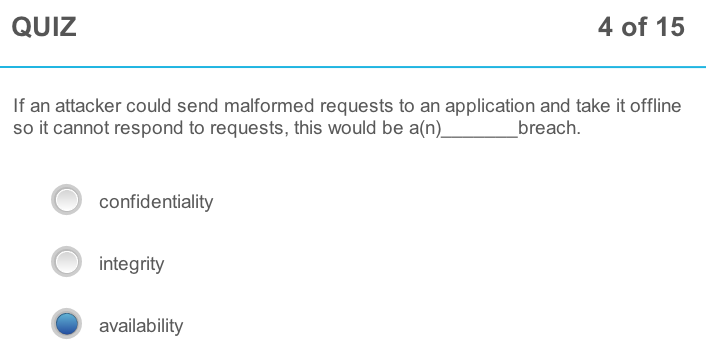 QUIZ 4 of 15
If an attacker could send malformed requests to an application and take it offline
so it cannot respond to requests, this would be a(n)_______breach.
confidentiality
integrity
availability